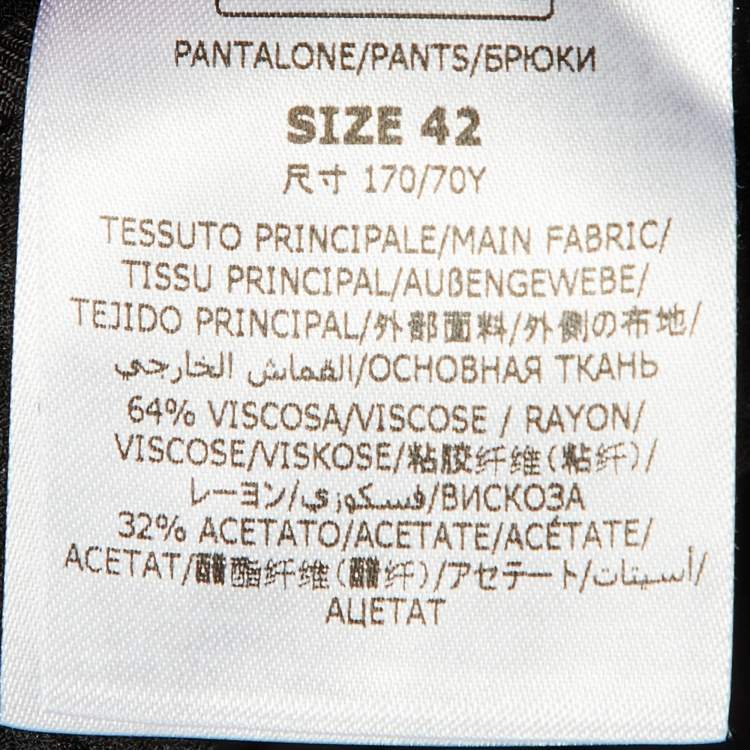 PANTALONE/PANTS/БРЮКИ
SIZE 42
尺寸 170/70Y
TESSUTO PRINCIPALE/MAIN FABRIC/
TISSU PRINCIPAL/AUßENGEWEBE/
TEJIDO PRINCIPAL/外部面料/外側の布地/
القماش الخارجي/ОСНОВНАЯ ТКАНЬ
64% VISCOSA/VISCOSE / RAYON/
VISCOSE/VISKOSE/粘胶纤维(粘纤)/
レーヨン/فسكوزي/ВИСКОЗА
32% ACETATO/ACETATE/ACÉTATE/
ACETAT/醋酯纤维(醋纤)/アセテート/أسيتات/
АЦЕТАТ